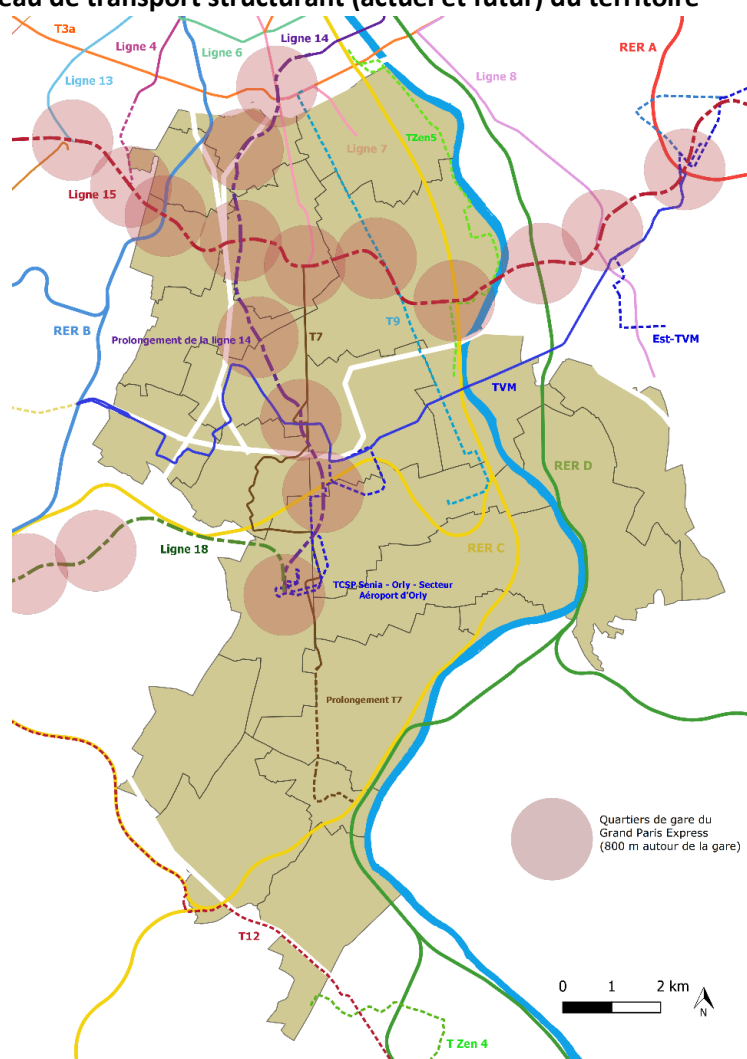 eau de transport structurant (actuel et futur) du territoire
T3a
Ligne 4
Ligne 6
Ligne 14
RER A
Ligne 13
Ligne 8
TZen5
Ligne 7
Ligne 15
RER B
Prolongement de la ligne 14
T7
T9
Est-TVM
TVM
RER D
RER C
Ligne 18
TCSP Senia - Orly - Secteur
Aéroport d'Orly
Prolongement T7
Quartiers de gare du
Grand Paris Express
(800 m autour de la gare)
T12
0 1 2 km
N
T Zen 4